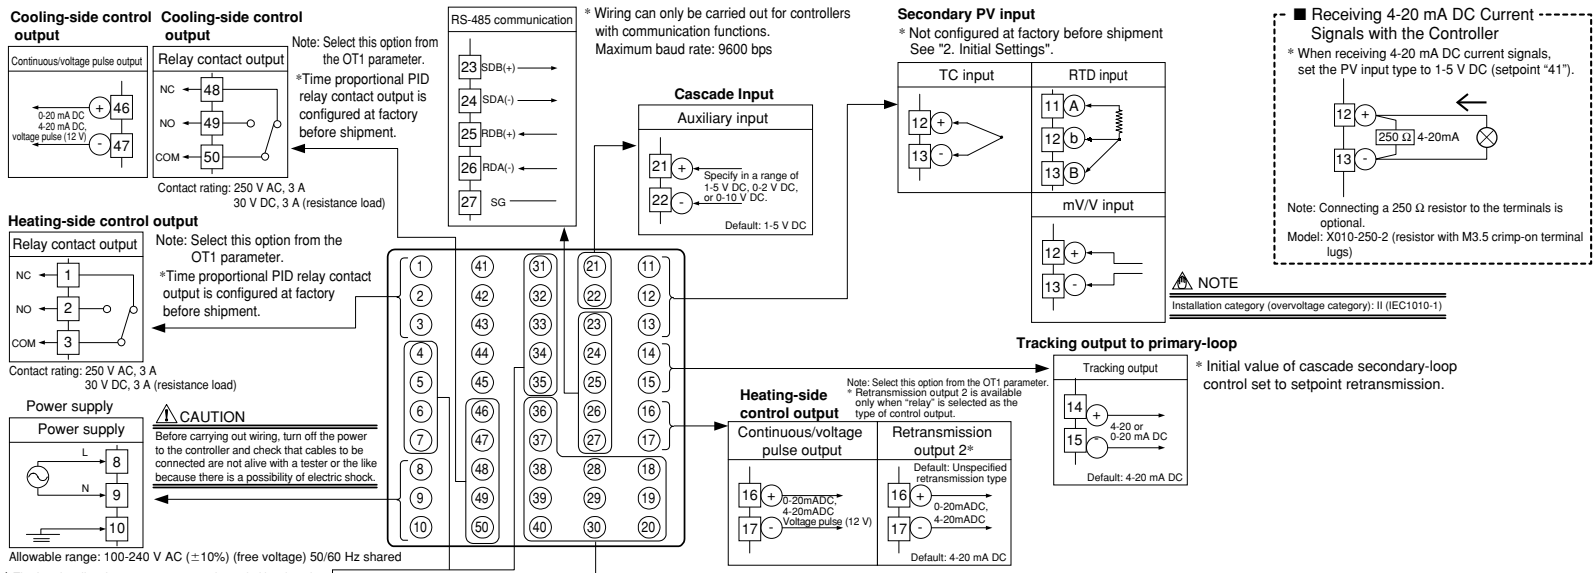 Cooling-side control
output
Continuous/voltage pulse output
+
46
0-20 mA DC
4-20 mA DC,
voltage pulse (12 V)
-
47
Cooling-side control
output
Relay contact output
NC
48
NO
49
COM
50
Note: Select this option from
the OT1 parameter.
*Time proportional PID
relay contact output is
configured at factory
before shipment.
Contact rating: 250 V AC, 3 A
30 V DC, 3 A (resistance load)
RS-485 communication
23 SDB(+)
24 SDA(-)
25 RDB(+)
26 RDA(-)
27 SG
* Wiring can only be carried out for controllers
with communication functions.
Maximum baud rate: 9600 bps
Cascade Input
Auxiliary input
21 +
Specify in a range of
1-5 V DC, 0-2 V DC,
or 0-10 V DC.
22 -
Default: 1-5 V DC
Secondary PV input
* Not configured at factory before shipment
See "2. Initial Settings".
TC input
12 +
13 -
RTD input
11 A
12 b
13 B
mV/V input
12 +
13 -
■ Receiving 4-20 mA DC Current
Signals with the Controller
* When receiving 4-20 mA DC current signals,
set the PV input type to 1-5 V DC (setpoint “41”).
12 +
250 Ω 4-20mA
13 -
Note: Connecting a 250 Ω resistor to the terminals is
optional.
Model: X010-250-2 (resistor with M3.5 crimp-on terminal
lugs)
NOTE
Installation category (overvoltage category): II (IEC1010-1)
Heating-side control output
Relay contact output
NC
1
NO
2
COM
3
Note: Select this option from the
OT1 parameter.
*Time proportional PID relay contact
output is configured at factory
before shipment.
Contact rating: 250 V AC, 3 A
30 V DC, 3 A (resistance load)
Power supply
Power supply
L
8
N
9
10
CAUTION
Before carrying out wiring, turn off the power
to the controller and check that cables to be
connected are not alive with a tester or the like
because there is a possibility of electric shock.
Allowable range: 100-240 V AC (±10%) (free voltage) 50/60 Hz shared
1 41 31 21 11
2 42 32 22 12
3 43 33 23 13
4 44 34 24 14
5 45 35 25 15
6 46 36 26 16
7 47 37 27 17
8 48 38 28 18
9 49 39 29 19
10 50 40 30 20
Heating-side
control output
Note: Select this option from the OT1 parameter.
* Retransmission output 2 is available
only when “relay” is selected as the
type of control output.
Continuous/voltage
pulse output
16 +
0-20mADC,
4-20mADC
Voltage pulse (12 V)
17 -
Retransmission
output 2*
Default: Unspecified
retransmission type
16 +
0-20mADC,
4-20mADC
17 -
Default: 4-20 mA DC
Tracking output to primary-loop
Tracking output
14 +
4-20 or
0-20 mA DC
15 -
Default: 4-20 mA DC
* Initial value of cascade secondary-loop
control set to setpoint retransmission.